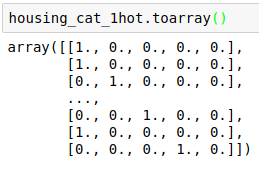 housing_cat_1hot.toarray()
array([[1., 0., 0., 0., 0.],
       [1., 0., 0., 0., 0.],
       [0., 1., 0., 0., 0.],
       ...,
       [0., 0., 1., 0., 0.],
       [1., 0., 0., 0., 0.],
       [0., 0., 0., 1., 0.]])